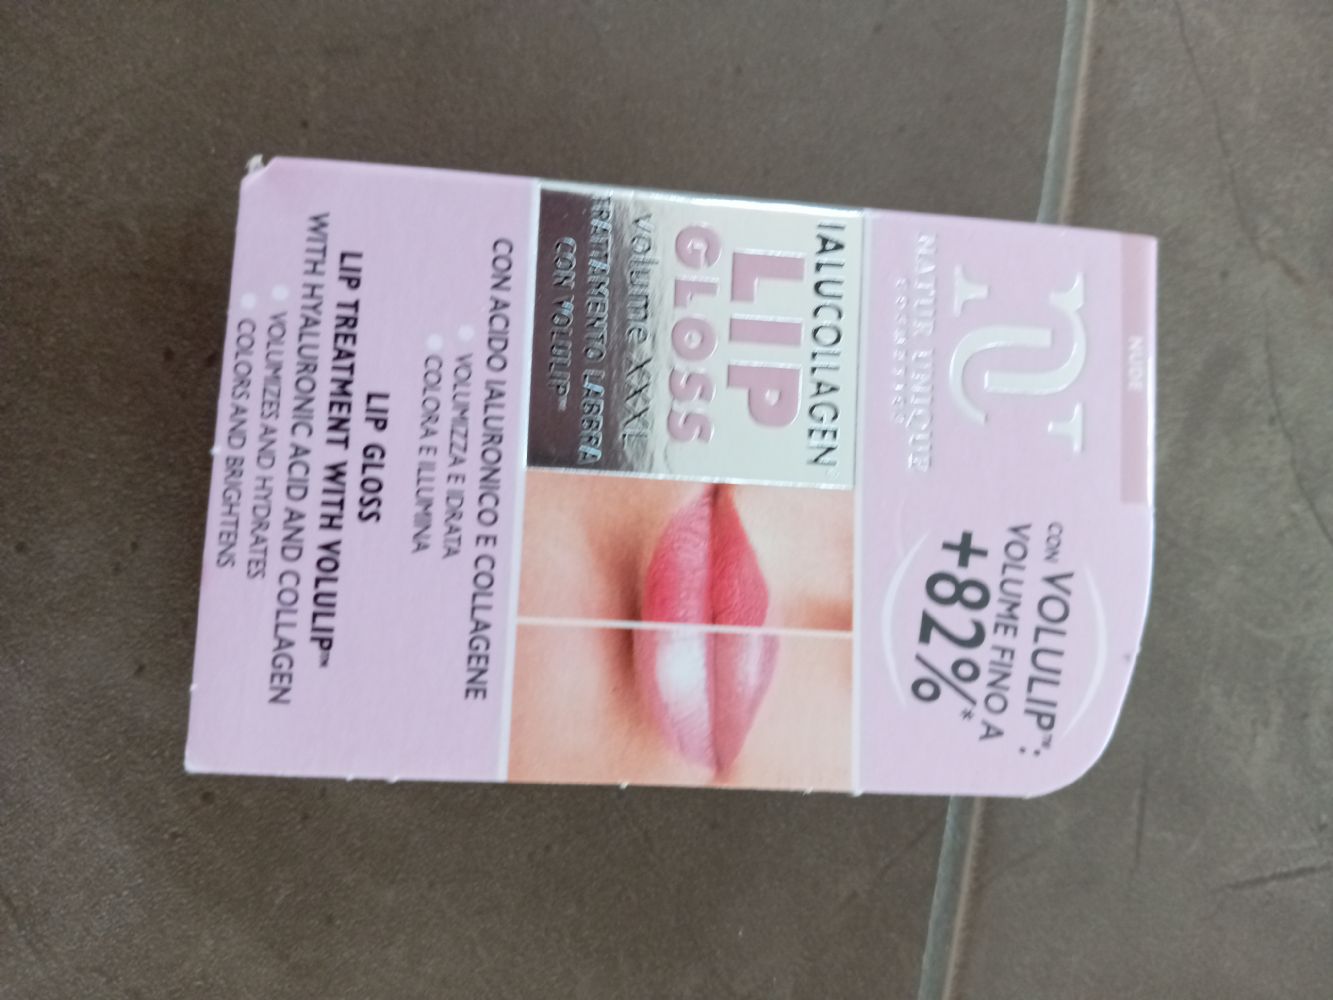 NUDE
nu
NATUR UNIQUE
COSMETICS
CON VOLULIP™:
VOLUME FINO A
+82%*
IALUCOLLAGEN
LIP
GLOSS
volume XXXL
TRATTAMENTO LABBRA
CON VOLULIP™
CON ACIDO IALURONICO E COLLAGENE
VOLUMIZZA E IDRATA
COLORA E ILLUMINA
LIP GLOSS
LIP TREATMENT WITH VOLULIP™
WITH HYALURONIC ACID AND COLLAGEN
VOLUMIZES AND HYDRATES
COLORS AND BRIGHTENS